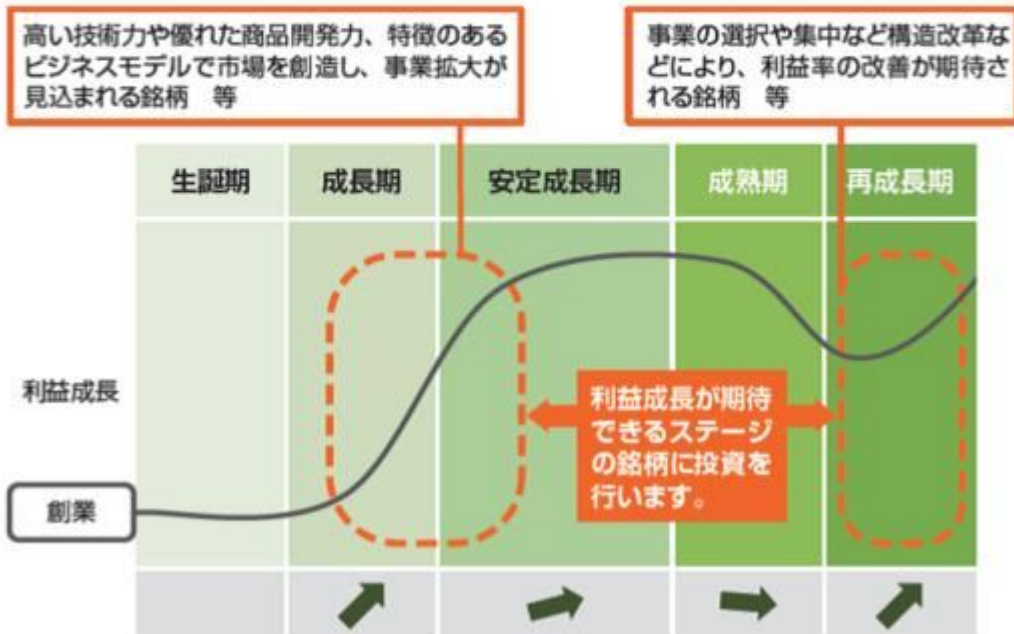 高い技術力や優れた商品開発力、特徴のある
ビジネスモデルで市場を創造し、事業拡大が
見込まれる銘柄　等
事業の選択や集中など構造改革な
どにより、利益率の改善が期待さ
れる銘柄　等
生誕期
成長期
安定成長期
成熟期
再成長期
利益成長
利益成長が期待
できるステージ
の銘柄に投資を
行います。
創業